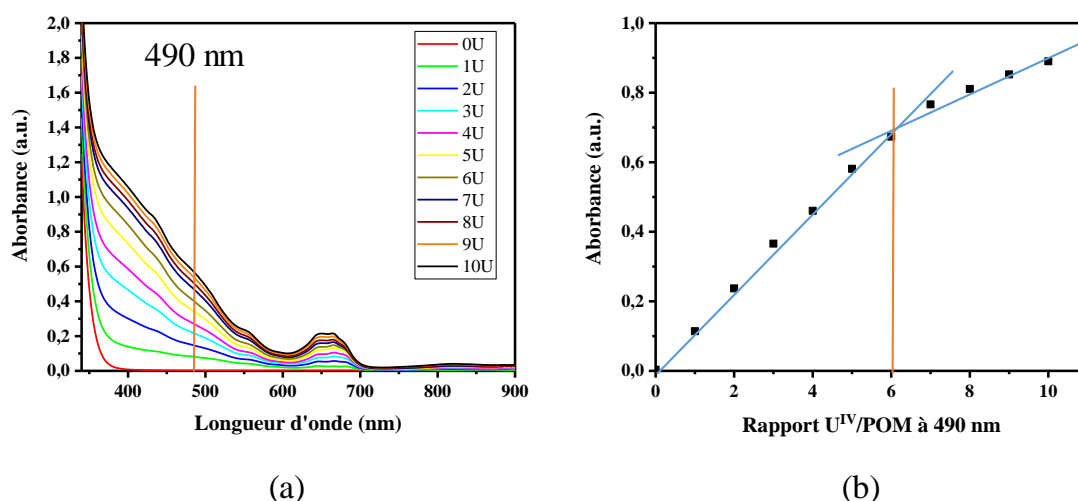 2,0
1,8
1,6
1,4
1,2
1,0
0,8
0,6
0,4
0,2
0,0
Aborbance (a.u.)
490 nm
0U
1U
2U
3U
4U
5U
6U
7U
8U
9U
10U
400 500 600 700 800 900
Longueur d'onde (nm)
(a)
1,0
0,8
0,6
0,4
0,2
0,0
Aborbance (a.u.)
0 2 4 6 8 10
Rapport U^IV/POM à 490 nm
(b)